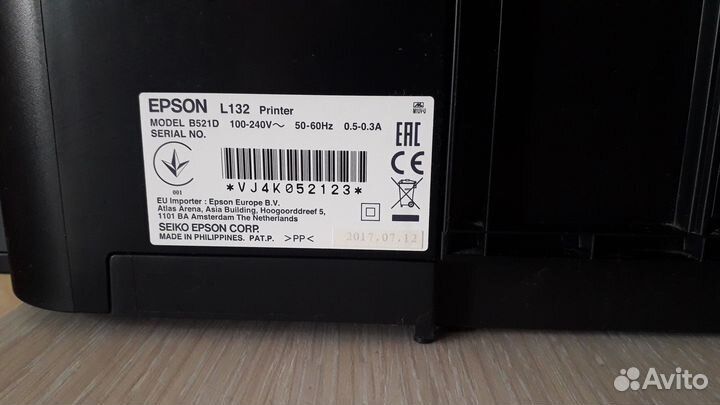 EPSON L132 Printer
MODEL B521D 100-240V~ 50-60Hz 0.5-0.3A
SERIAL NO.
EAC
CE
001
*VJ4K052123*
EU Importer : Epson Europe B.V.
Atlas Arena, Asia Building, Hoogoorddreef 5,
1101 BA Amsterdam The Netherlands
SEIKO EPSON CORP.
MADE IN PHILIPPINES. PAT.P. >PP< 2017.07.12
Avito